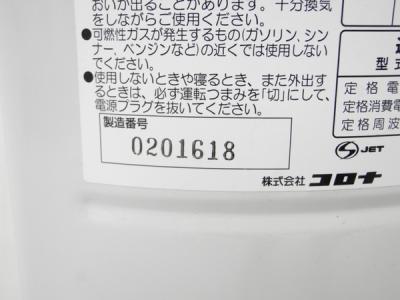 おいが出ることがあります。十分換気
をしながらご使用ください。
●可燃性ガスが発生するもの(ガソリン、シン
ナー、ベンジンなど)の近くでは使用しない
でください。
●使用しないときや寝るとき、また外出す
るときは、必ず運転つまみを「切」にして、
電源プラグを抜いてください。
製造番号
0201618
型式
定格電
定格消費電
定格周波
S JET
株式会社 コロナ